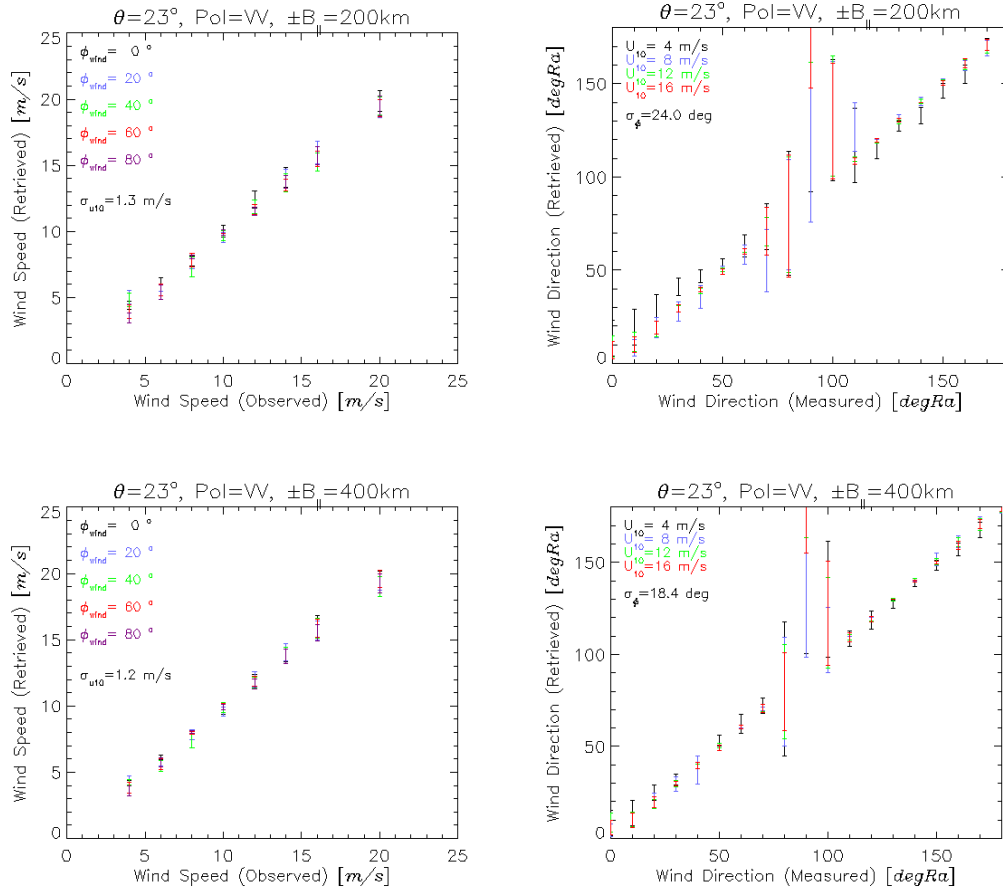 θ=23°, Pol=VV, ±B||=200km
Wind Speed (Retrieved) [m/s]
25
20
15
10
5
0
ϕwind= 0 °
ϕwind= 20 °
ϕwind= 40 °
ϕwind= 60 °
ϕwind= 80 °
σu10=1.3 m/s
0 5 10 15 20 25
Wind Speed (Observed) [m/s]
θ=23°, Pol=VV, ±B||=200km
Wind Direction (Retrieved) [degRa]
150
100
50
0
U10= 4 m/s
U10= 8 m/s
U10=12 m/s
U10=16 m/s
σϕ=24.0 deg
0 50 100 150
Wind Direction (Measured) [degRa]
θ=23°, Pol=VV, ±B||=400km
Wind Speed (Retrieved) [m/s]
25
20
15
10
5
0
ϕwind= 0 °
ϕwind= 20 °
ϕwind= 40 °
ϕwind= 60 °
ϕwind= 80 °
σu10=1.2 m/s
0 5 10 15 20 25
Wind Speed (Observed) [m/s]
θ=23°, Pol=VV, ±B||=400km
Wind Direction (Retrieved) [degRa]
150
100
50
0
U10= 4 m/s
U10= 8 m/s
U10=12 m/s
U10=16 m/s
σϕ=18.4 deg
0 50 100 150
Wind Direction (Measured) [degRa]